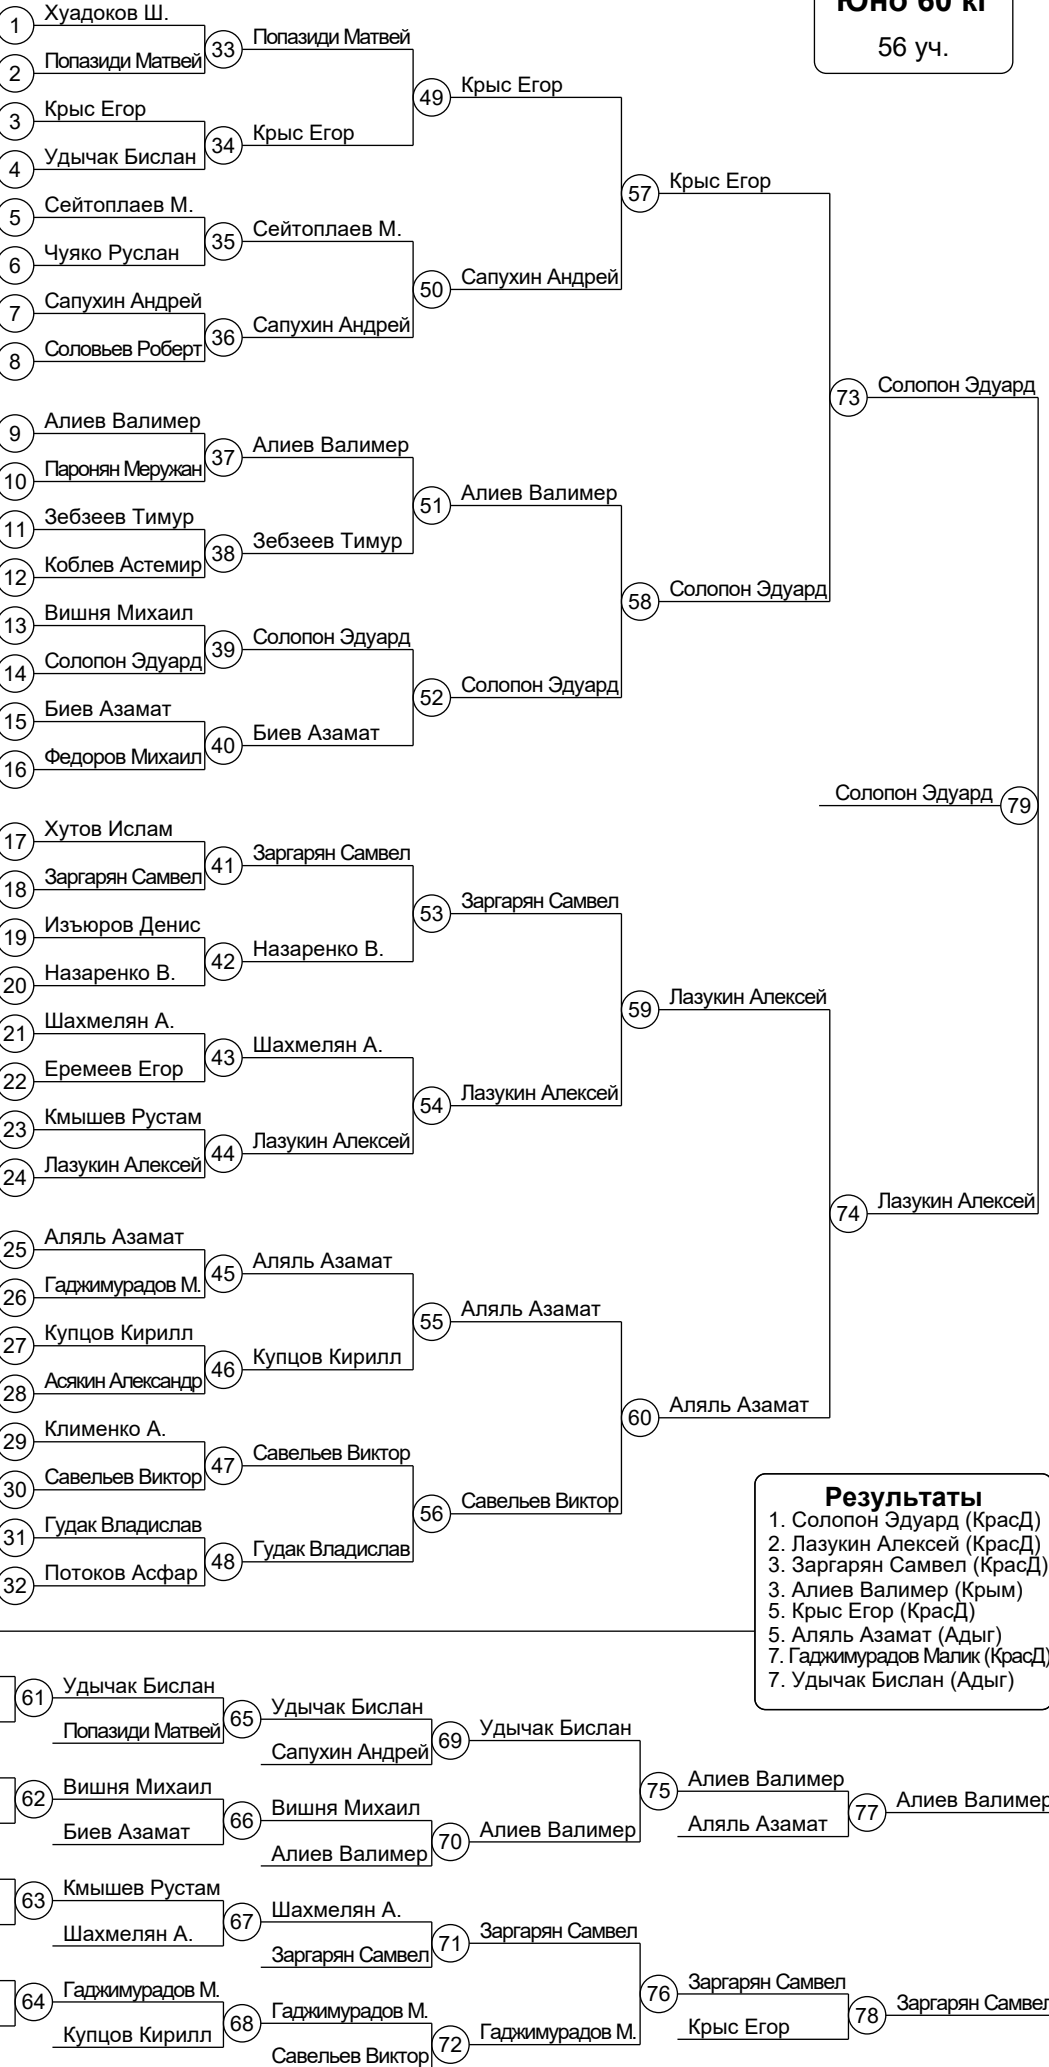 Юно 60 кг
56 уч.
1 Хуадоков Ш.
2 Попазиди Матвей
3 Крыс Егор
4 Удычак Бислан
5 Сейтоплаев М.
6 Чуяко Руслан
7 Сапухин Андрей
8 Соловьев Роберт
9 Алиев Валимер
10 Паронян Меружан
11 Зебзеев Тимур
12 Коблев Астемир
13 Вишня Михаил
14 Солопон Эдуард
15 Биев Азамат
16 Федоров Михаил
17 Хутов Ислам
18 Заргарян Самвел
19 Изъюров Денис
20 Назаренко В.
21 Шахмелян А.
22 Еремеев Егор
23 Кмышев Рустам
24 Лазукин Алексей
25 Аляль Азамат
26 Гаджимурадов М.
27 Купцов Кирилл
28 Асякин Александр
29 Клименко А.
30 Савельев Виктор
31 Гудак Владислав
32 Потоков Асфар
33 Попазиди Матвей
34 Крыс Егор
35 Сейтоплаев М.
36 Сапухин Андрей
37 Алиев Валимер
38 Зебзеев Тимур
39 Солопон Эдуард
40 Биев Азамат
41 Заргарян Самвел
42 Назаренко В.
43 Шахмелян А.
44 Лазукин Алексей
45 Аляль Азамат
46 Купцов Кирилл
47 Савельев Виктор
48 Гудак Владислав
49 Крыс Егор
50 Сапухин Андрей
51 Алиев Валимер
52 Солопон Эдуард
53 Заргарян Самвел
54 Лазукин Алексей
55 Аляль Азамат
56 Савельев Виктор
57 Крыс Егор
58 Солопон Эдуард
59 Лазукин Алексей
60 Аляль Азамат
73 Солопон Эдуард
74 Лазукин Алексей
Солопон Эдуард 79
Результаты
1. Солопон Эдуард (КрасД)
2. Лазукин Алексей (КрасД)
3. Заргарян Самвел (КрасД)
3. Алиев Валимер (Крым)
5. Крыс Егор (КрасД)
5. Аляль Азамат (Адыг)
7. Гаджимурадов Малик (КрасД)
7. Удычак Бислан (Адыг)
61 Удычак Бислан
Попазиди Матвей
62 Вишня Михаил
Биев Азамат
63 Кмышев Рустам
Шахмелян А.
64 Гаджимурадов М.
Купцов Кирилл
65 Удычак Бислан
Сапухин Андрей
66 Вишня Михаил
Алиев Валимер
67 Шахмелян А.
Заргарян Самвел
68 Гаджимурадов М.
Савельев Виктор
69 Удычак Бислан
70 Алиев Валимер
71 Заргарян Самвел
72 Гаджимурадов М.
75 Алиев Валимер
Аляль Азамат
76 Заргарян Самвел
Крыс Егор
77 Алиев Валимер
78 Заргарян Самвел